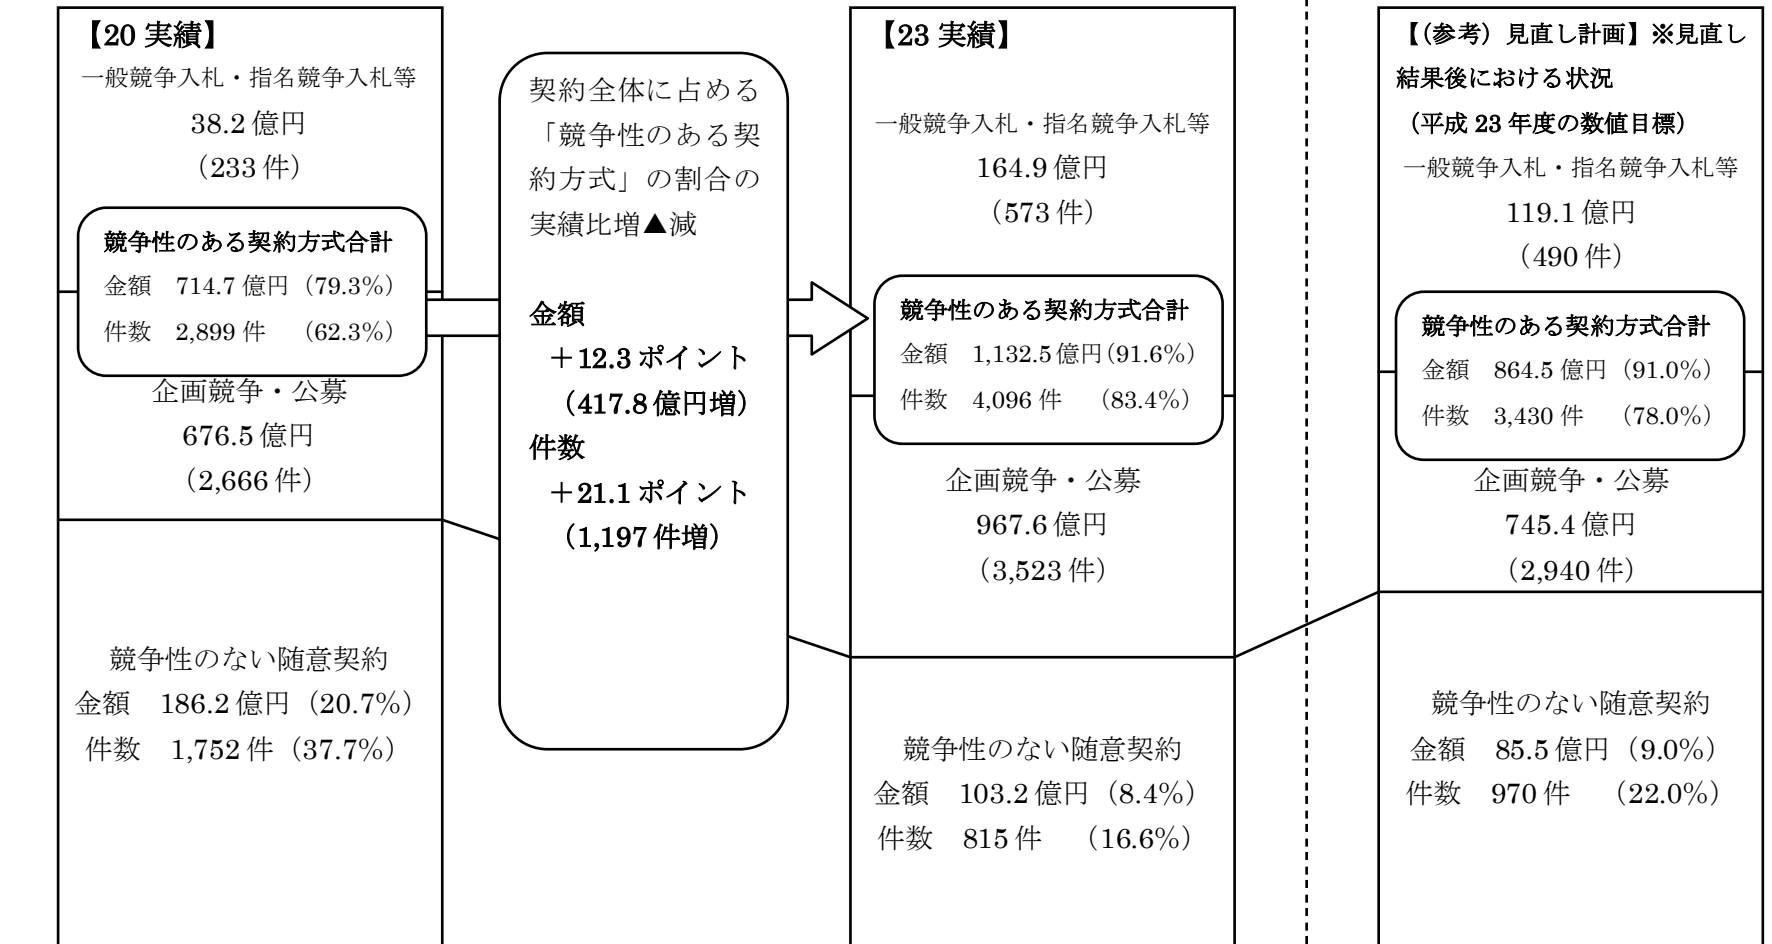 【20 実績】
一般競争入札・指名競争入札等
38.2 億円
（233 件）
競争性のある契約方式合計
金額　714.7 億円（79.3%）
件数　2,899 件　（62.3%）
企画競争・公募
676.5 億円
（2,666 件）
競争性のない随意契約
金額　186.2 億円（20.7%）
件数　1,752 件（37.7%）
契約全体に占める
「競争性のある契
約方式」の割合の
実績比増▲減
金額
＋12.3 ポイント
（417.8 億円増）
件数
＋21.1 ポイント
（1,197 件増）
【23 実績】
一般競争入札・指名競争入札等
164.9 億円
（573 件）
競争性のある契約方式合計
金額　1,132.5 億円（91.6%）
件数　4,096 件　（83.4%）
企画競争・公募
967.6 億円
（3,523 件）
競争性のない随意契約
金額　103.2 億円（8.4%）
件数　815 件　（16.6%）
【（参考）見直し計画】※見直し
結果後における状況
（平成 23 年度の数値目標）
一般競争入札・指名競争入札等
119.1 億円
（490 件）
競争性のある契約方式合計
金額　864.5 億円（91.0%）
件数　3,430 件　（78.0%）
企画競争・公募
745.4 億円
（2,940 件）
競争性のない随意契約
金額　85.5 億円（9.0%）
件数　970 件　（22.0%）